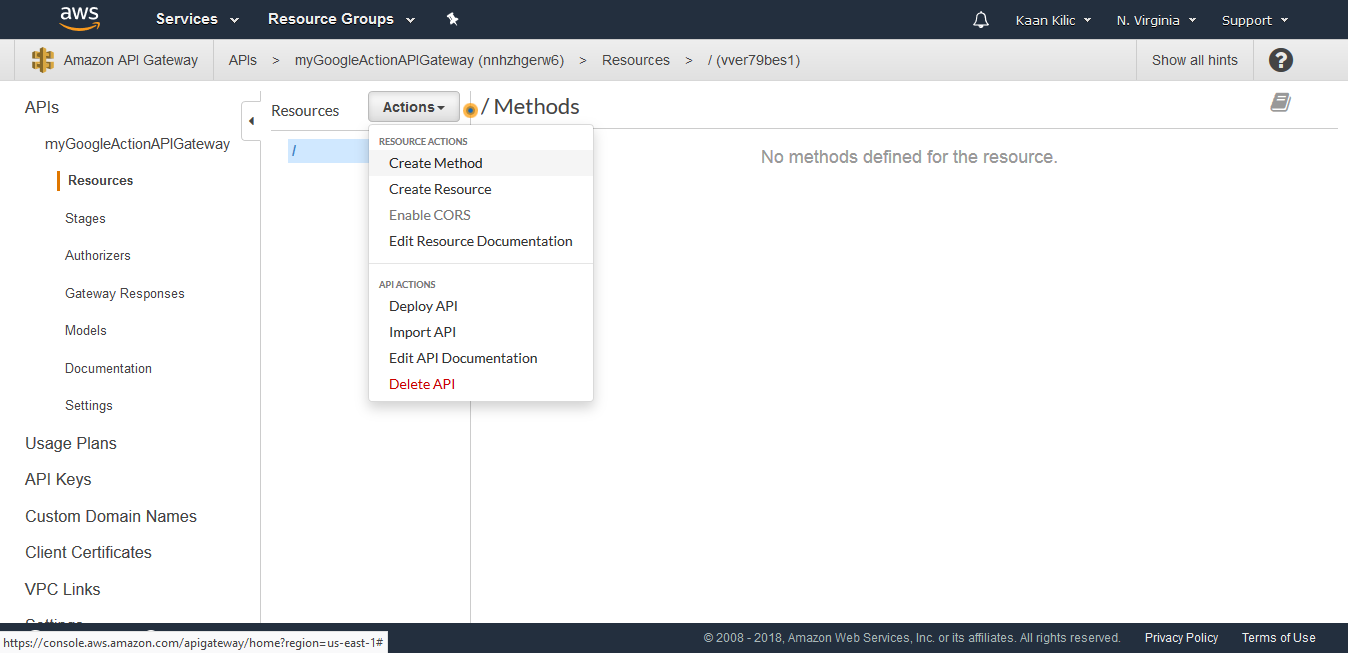 aws Services Resource Groups Kaan Kilic N. Virginia Support
Amazon API Gateway APIs > myGoogleActionAPIGateway (nnhzhgerw6) > Resources > / (vver79bes1) Show all hints ?
APIs
myGoogleActionAPIGateway
Resources
Stages
Authorizers
Gateway Responses
Models
Documentation
Settings
Usage Plans
API Keys
Custom Domain Names
Client Certificates
VPC Links
Settings
Resources
Actions
/
RESOURCE ACTIONS
Create Method
Create Resource
Enable CORS
Edit Resource Documentation
API ACTIONS
Deploy API
Import API
Edit API Documentation
Delete API
/ Methods
No methods defined for the resource.
https://console.aws.amazon.com/apigateway/home?region=us-east-1#
© 2008 - 2018, Amazon Web Services, Inc. or its affiliates. All rights reserved. Privacy Policy Terms of Use